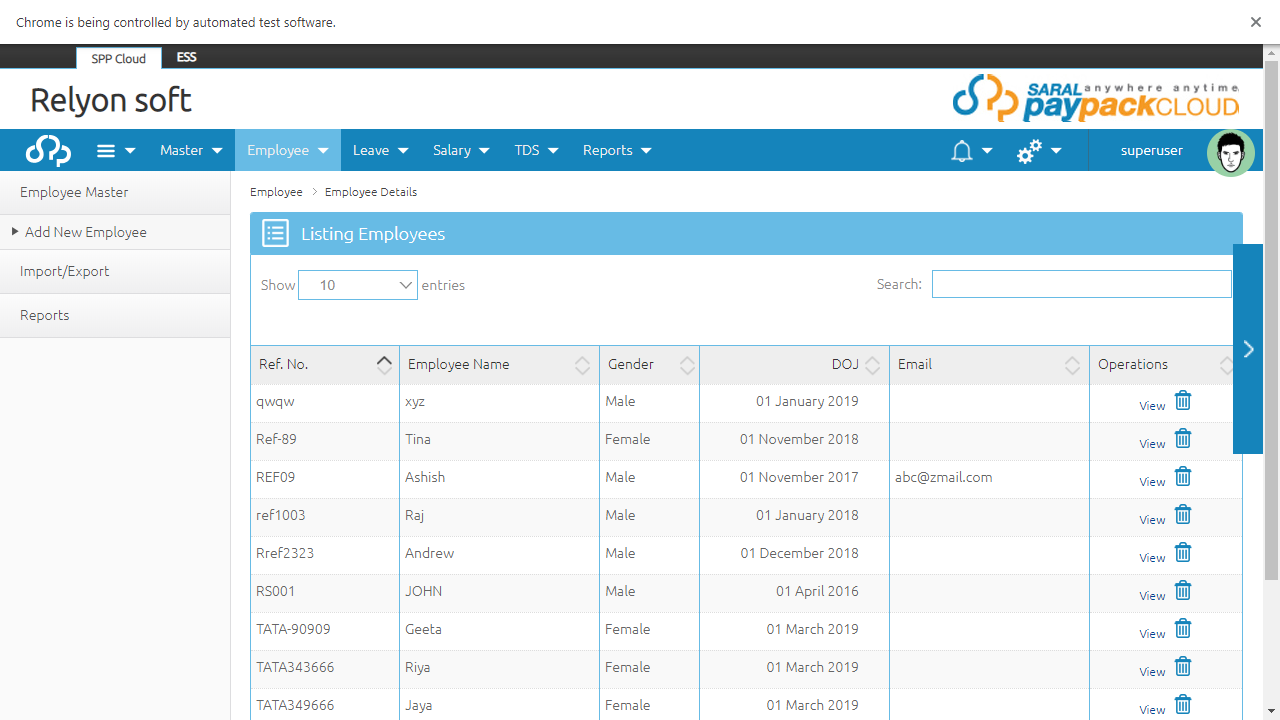 Chrome is being controlled by automated test software.
SPP Cloud ESS
Relyon soft
SARAL anywhere anytime
paypackCLOUD
Master Employee Leave Salary TDS Reports superuser
Employee Master
Add New Employee
Import/Export
Reports
Employee Employee Details
Listing Employees
Show 10 entries Search:
Ref. No. Employee Name Gender DOJ Email Operations
qwqw xyz Male 01 January 2019 View
Ref-89 Tina Female 01 November 2018 View
REF09 Ashish Male 01 November 2017 abc@zmail.com View
ref1003 Raj Male 01 January 2018 View
Rref2323 Andrew Male 01 December 2018 View
RS001 JOHN Male 01 April 2016 View
TATA-90909 Geeta Female 01 March 2019 View
TATA343666 Riya Female 01 March 2019 View
TATA349666 Jaya Female 01 March 2019 View